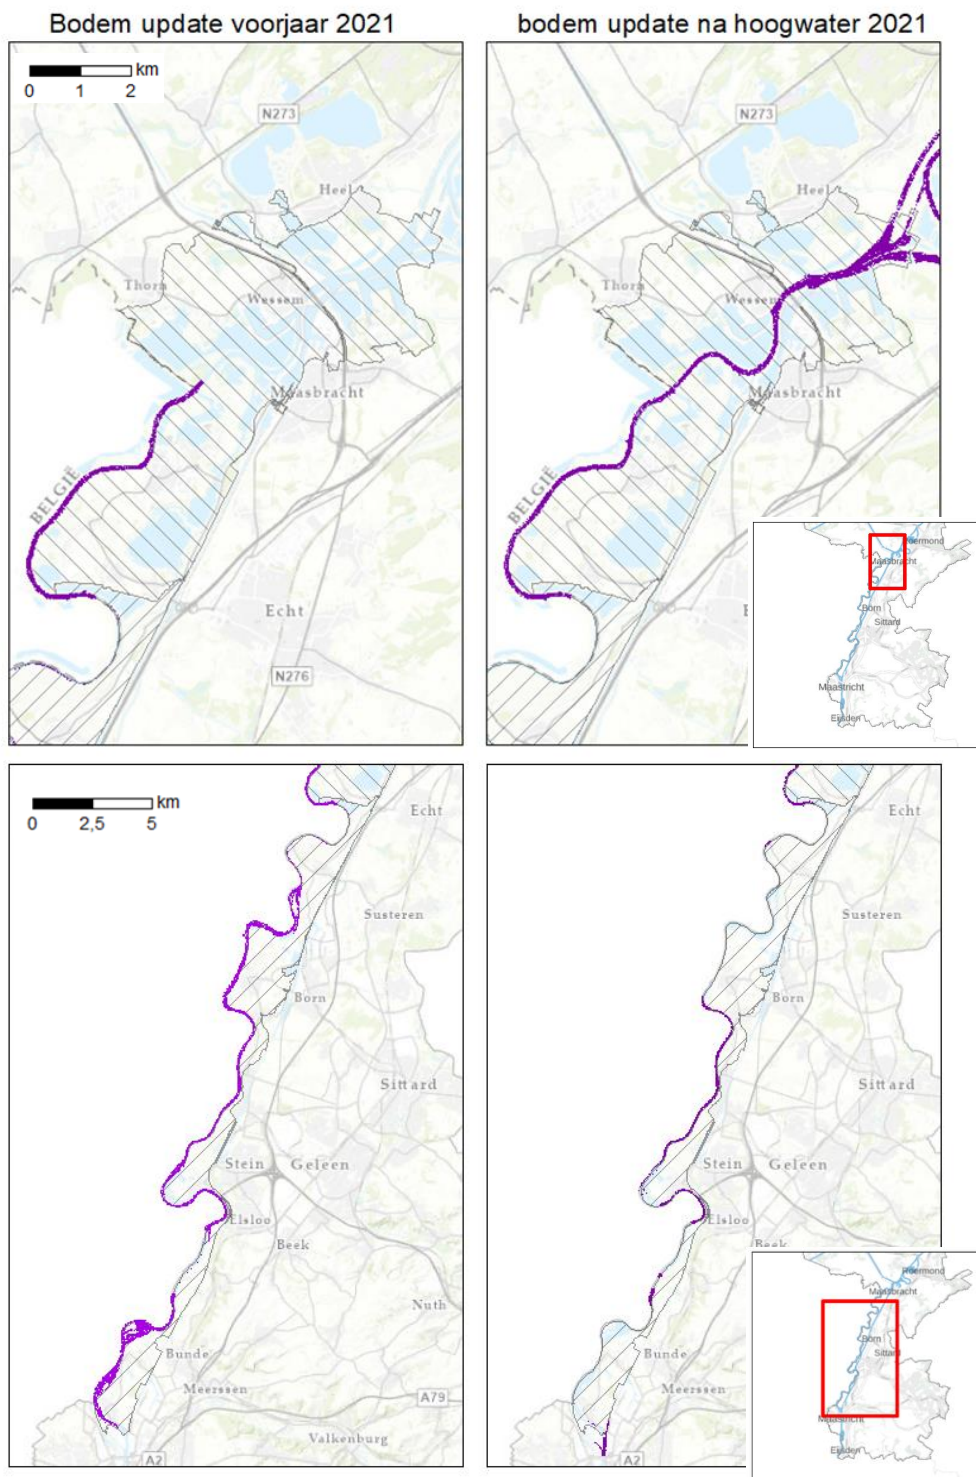 Bodem update voorjaar 2021
bodem update na hoogwater 2021
km
0 1 2
N273
Heel
Thorn
Wessem
Maasbracht
BELGIË
Echt
N276
N273
Heel
Thorn
Wessem
Maasbracht
BELGIË
Maasbracht
Born
Sittard
Maastricht
Eijsden
km
0 2,5 5
Echt
Susteren
Born
Sittard
Stein Geleen
Elsloo
Beek
Nuth
Bunde
Meerssen
A79
Valkenburg
A2
Echt
Susteren
Born
Sittard
Stein Geleen
Elsloo
Beek
Bunde
Meerssen
A2
Roermond
Maasbracht
Born
Sittard
Maastricht
Eijsden